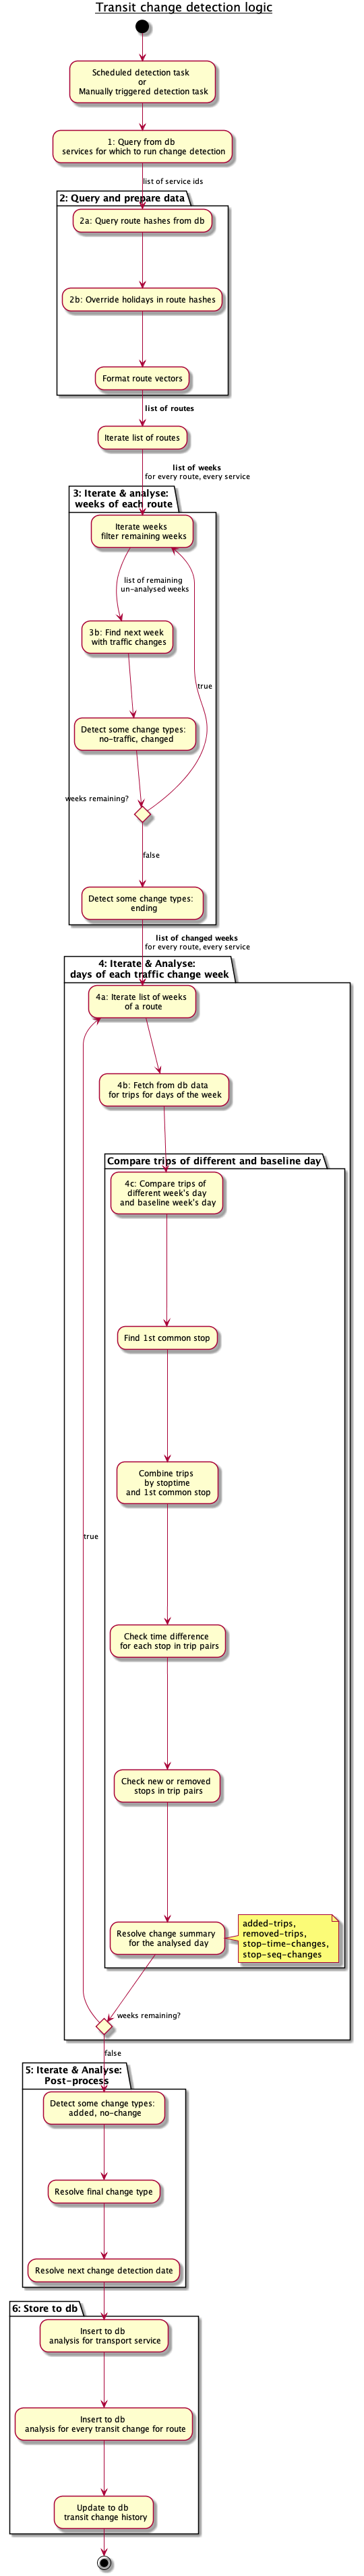 Transit change detection logic
Scheduled detection task
or
Manually triggered detection task
1: Query from db
services for which to run change detection
list of service ids
2: Query and prepare data
2a: Query route hashes from db
2b: Override holidays in route hashes
Format route vectors
list of routes
Iterate list of routes
list of weeks
for every route, every service
3: Iterate & analyse:
weeks of each route
Iterate weeks
filter remaining weeks
list of remaining
un-analysed weeks
3b: Find next week
with traffic changes
true
Detect some change types:
no-traffic, changed
weeks remaining?
false
Detect some change types:
ending
list of changed weeks
for every route, every service
4: Iterate & Analyse:
days of each traffic change week
4a: Iterate list of weeks
of a route
4b: Fetch from db data
for trips for days of the week
Compare trips of different and baseline day
4c: Compare trips of
different week's day
and baseline week's day
Find 1st common stop
Combine trips
by stoptime
and 1st common stop
true
Check time difference
for each stop in trip pairs
Check new or removed
stops in trip pairs
Resolve change summary
for the analysed day
added-trips,
removed-trips,
stop-time-changes,
stop-seq-changes
weeks remaining?
false
5: Iterate & Analyse:
Post-process
Detect some change types:
added, no-change
Resolve final change type
Resolve next change detection date
6: Store to db
Insert to db
analysis for transport service
Insert to db
analysis for every transit change for route
Update to db
transit change history